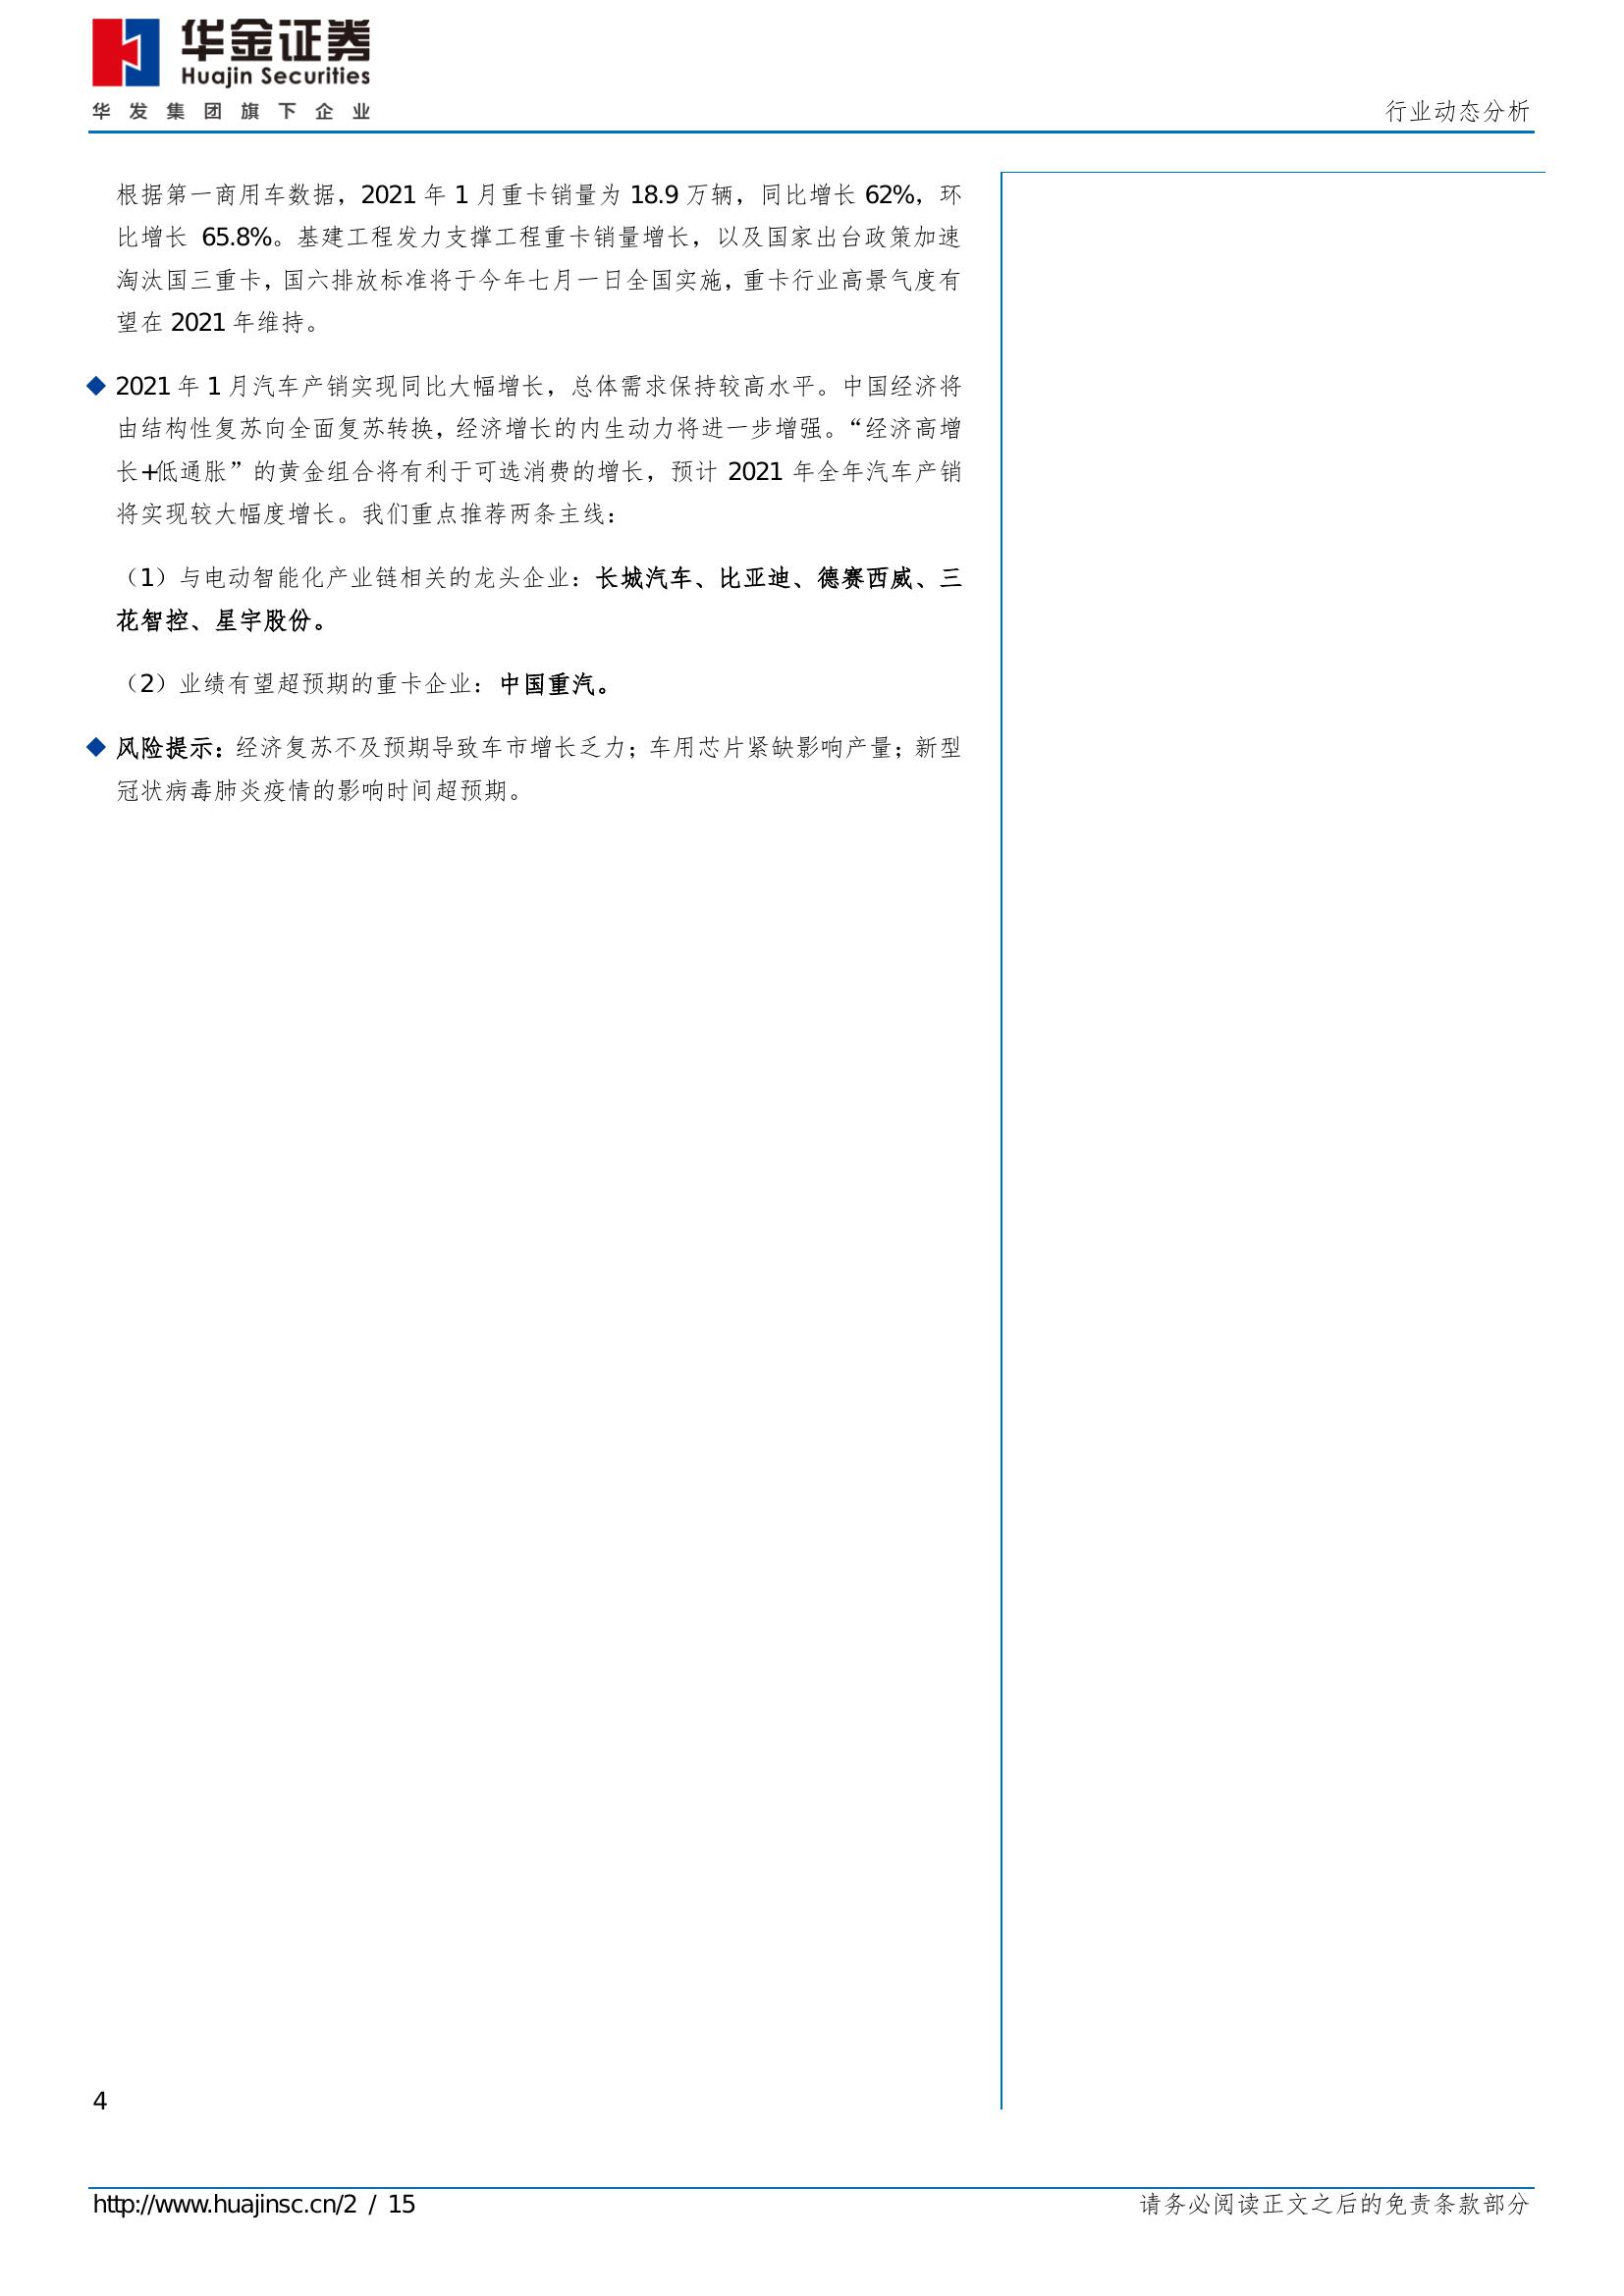 华金证券
Huajin Securities
华发集团旗下企业
行业动态分析
根据第一商用车数据，2021 年 1 月重卡销量为 18.9 万辆，同比增长 62%，环
比增长 65.8%。基建工程发力支撑工程重卡销量增长，以及国家出台政策加速
淘汰国三重卡，国六排放标准将于今年七月一日全国实施，重卡行业高景气度有
望在 2021 年维持。
◆ 2021 年 1 月汽车产销实现同比大幅增长，总体需求保持较高水平。中国经济将
由结构性复苏向全面复苏转换，经济增长的内生动力将进一步增强。“经济高增
长+低通胀”的黄金组合将有利于可选消费的增长，预计 2021 年全年汽车产销
将实现较大幅度增长。我们重点推荐两条主线：
（1）与电动智能化产业链相关的龙头企业：长城汽车、比亚迪、德赛西威、三
花智控、星宇股份。
（2）业绩有望超预期的重卡企业：中国重汽。
◆ 风险提示：经济复苏不及预期导致车市增长乏力；车用芯片紧缺影响产量；新型
冠状病毒肺炎疫情的影响时间超预期。
4
http://www.huajinsc.cn/2 / 15
请务必阅读正文之后的免责条款部分